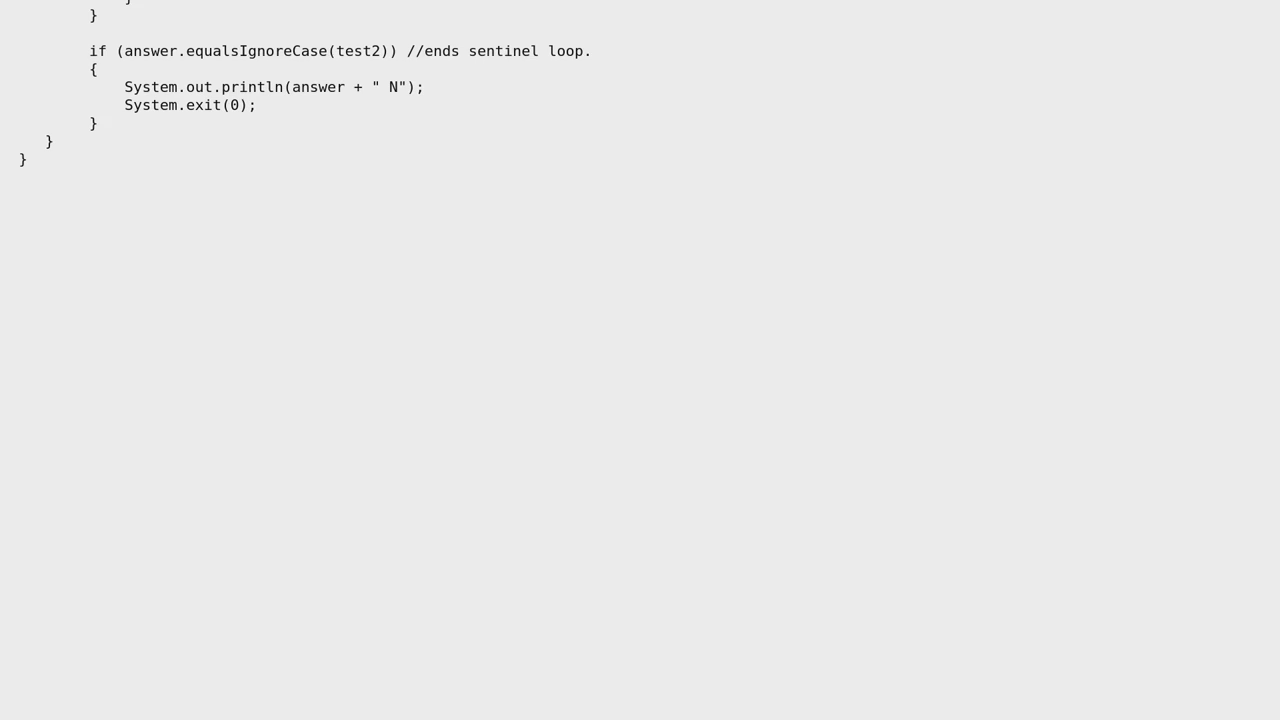 }
}
if (answer.equalsIgnoreCase(test2)) //ends sentinel loop.
{
System.out.println(answer + " N");
System.exit(0);
}
}
}